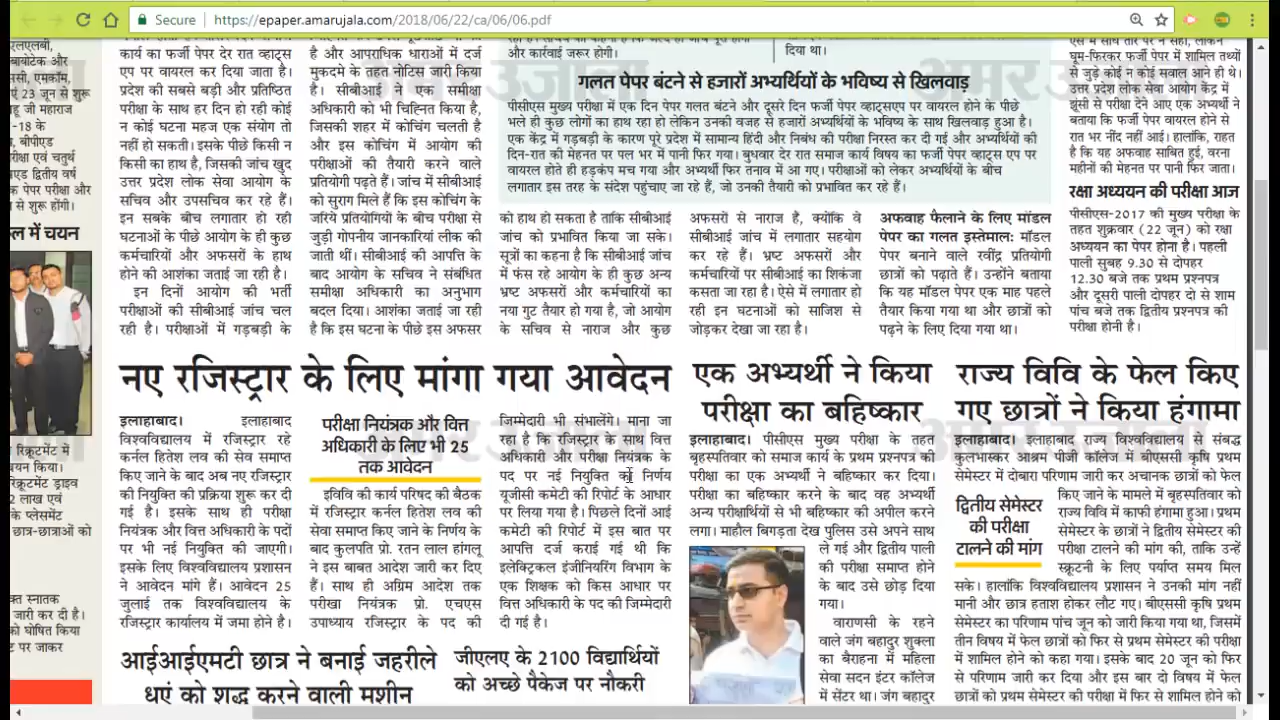 Secure
https://epaper.amarujala.com/2018/06/22/ca/06/06.pdf
एलएलबी,
बायोटेक और
ससी, एमकॉम,
एएं 23 जून से शुरू
हू जी महाराज
-18 के
, बीपीएड
रीक्षा एवं चतुर्थ
एड द्वितीय वर्ष
क पेपर परीक्षा और
से शुरू होंगी।
ल में चयन
रिक्रूटमेंट में
चयन किया।
रिक्रूटमेंट ड्राइव
2 लाख एवं
के प्लेसमेंट
छात्र-छात्राओं को
क्त स्नातक
जारी कर दी है।
को घोषित किया
ट पर जाकर
कार्य का फर्जी पेपर देर रात व्हाट्स
एप पर वायरल कर दिया जाता है।
प्रदेश की सबसे बड़ी और प्रतिष्ठित
परीक्षा के साथ हर दिन हो रही कोई
न कोई घटना महज एक संयोग तो
नहीं हो सकती। इसके पीछे किसी न
किसी का हाथ है, जिसकी जांच खुद
उत्तर प्रदेश लोक सेवा आयोग के
सचिव और उपसचिव कर रहे हैं।
इन सबके बीच लगातार हो रही
घटनाओं के पीछे आयोग के ही कुछ
कर्मचारियों और अफसरों के हाथ
होने की आशंका जताई जा रही है।
इन दिनों आयोग की भर्ती
परीक्षाओं की सीबीआई जांच चल
रही है। परीक्षाओं में गड़बड़ी के
है और आपराधिक धाराओं में दर्ज
मुकदमे के तहत नोटिस जारी किया
है। सीबीआई ने एक समीक्षा
अधिकारी को भी चिह्नित किया है,
जिसकी शहर में कोचिंग चलती है
और इस कोचिंग में आयोग की
परीक्षाओं की तैयारी करने वाले
प्रतियोगी पढ़ते हैं। जांच में सीबीआई
को सुराग मिले हैं कि इस कोचिंग के
जरिये प्रतियोगियों के बीच परीक्षा से
जुड़ी गोपनीय जानकारियां लीक की
जाती थीं। सीबीआई की आपत्ति के
बाद आयोग के सचिव ने संबंधित
समीक्षा अधिकारी का अनुभाग
बदल दिया। आशंका जताई जा रही
है कि इस घटना के पीछे इस अफसर
और कार्रवाई जरूर होगी।
दिया था।
गलत पेपर बंटने से हजारों अभ्यर्थियों के भविष्य से खिलवाड़
पीसीएस मुख्य परीक्षा में एक दिन पेपर गलत बंटने और दूसरे दिन फर्जी पेपर व्हाट्सएप पर वायरल होने के पीछे
भले ही कुछ लोगों का हाथ रहा हो लेकिन उनकी वजह से हजारों अभ्यर्थियों के भविष्य के साथ खिलवाड़ हुआ है।
एक केंद्र में गड़बड़ी के कारण पूरे प्रदेश में सामान्य हिंदी और निबंध की परीक्षा निरस्त कर दी गई और अभ्यर्थियों की
दिन-रात की मेहनत पर पल भर में पानी फिर गया। बुधवार देर रात समाज कार्य विषय का फर्जी पेपर व्हाट्स एप पर
वायरल होते ही हड़कंप मच गया और अभ्यर्थी फिर तनाव में आ गए। परीक्षाओं को लेकर अभ्यर्थियों के बीच
लगातार इस तरह के संदेश पहुंचाए जा रहे हैं, जो उनकी तैयारी को प्रभावित कर रहे हैं।
को हाथ हो सकता है ताकि सीबीआई
जांच को प्रभावित किया जा सके।
सूत्रों का कहना है कि सीबीआई जांच
में फंस रहे आयोग के ही कुछ अन्य
भ्रष्ट अफसरों और कर्मचारियों का
नया गुट तैयार हो गया है, जो आयोग
के सचिव से नाराज और कुछ
अफसरों से नाराज है, क्योंकि वे
सीबीआई जांच में लगातार सहयोग
कर रहे हैं। भ्रष्ट अफसरों और
कर्मचारियों पर सीबीआई का शिकंजा
कसता जा रहा है। ऐसे में लगातार हो
रही इन घटनाओं को साजिश से
जोड़कर देखा जा रहा है।
अफवाह फैलाने के लिए मॉडल
पेपर का गलत इस्तेमाल: मॉडल
पेपर बनाने वाले रवींद्र प्रतियोगी
छात्रों को पढ़ाते हैं। उन्होंने बताया
कि यह मॉडल पेपर एक माह पहले
तैयार किया गया था और छात्रों को
पढ़ने के लिए दिया गया था।
घूम-फिरकर फर्जी पेपर में शामिल तथ्यों
से जुड़े कोई न कोई सवाल आने ही थे।
उत्तर प्रदेश लोक सेवा आयोग केंद्र में
झूंसी से परीक्षा देने आए एक अभ्यर्थी ने
बताया कि फर्जी पेपर वायरल होने से
रात भर नींद नहीं आई। हालांकि, राहत
है कि यह अफवाह साबित हुई, वरना
महीनों की मेहनत पर पानी फिर जाता।
रक्षा अध्ययन की परीक्षा आज
पीसीएस-2017 की मुख्य परीक्षा के
तहत शुक्रवार (22 जून) को रक्षा
अध्ययन का पेपर होना है। पहली
पाली सुबह 9.30 से दोपहर
12.30 बजे तक प्रथम प्रश्नपत्र
और दूसरी पाली दोपहर दो से शाम
पांच बजे तक द्वितीय प्रश्नपत्र की
परीक्षा होनी है।
नए रजिस्ट्रार के लिए मांगा गया आवेदन
इलाहाबाद। इलाहाबाद
विश्वविद्यालय में रजिस्ट्रार रहे
कर्नल हितेश लव की सेवा समाप्त
किए जाने के बाद अब नए रजिस्ट्रार
की नियुक्ति की प्रक्रिया शुरू कर दी
गई है। इसके साथ ही परीक्षा
नियंत्रक और वित्त अधिकारी के पदों
पर भी नई नियुक्ति की जाएगी।
इसके लिए विश्वविद्यालय प्रशासन
ने आवेदन मांगे हैं। आवेदन 25
जुलाई तक विश्वविद्यालय के
रजिस्ट्रार कार्यालय में जमा होने है।
परीक्षा नियंत्रक और वित्त
अधिकारी के लिए भी 25
तक आवेदन
इविवि की कार्य परिषद की बैठक
में रजिस्ट्रार कर्नल हितेश लव की
सेवा समाप्त किए जाने के निर्णय के
बाद कुलपति प्रो. रतन लाल हांगलू
ने इस बाबत आदेश जारी कर दिए
हैं। साथ ही अग्रिम आदेश तक
परीखा नियंत्रक प्रो. एचएस
उपाध्याय रजिस्ट्रार के पद की
जिम्मेदारी भी संभालेंगे। माना जा
रहा है कि रजिस्ट्रार के साथ वित्त
अधिकारी और परीक्षा नियंत्रक के
पद पर नई नियुक्ति को निर्णय
यूजीसी कमेटी की रिपोर्ट के आधार
पर लिया गया है। पिछले दिनों आई
कमेटी की रिपोर्ट में इस बात पर
आपत्ति दर्ज कराई गई थी कि
इलेक्ट्रिकल इंजीनियरिंग विभाग के
एक शिक्षक को किस आधार पर
वित्त अधिकारी के पद की जिम्मेदारी
दी गई है।
एक अभ्यर्थी ने किया
परीक्षा का बहिष्कार
इलाहाबाद। पीसीएस मुख्य परीक्षा के तहत
बृहस्पतिवार को समाज कार्य के प्रथम प्रश्नपत्र की
परीक्षा का एक अभ्यर्थी ने बहिष्कार कर दिया।
परीक्षा का बहिष्कार करने के बाद वह अभ्यर्थी
अन्य परीक्षार्थियों से भी बहिष्कार की अपील करने
लगा। माहौल बिगड़ता देख पुलिस उसे अपने साथ
ले गई और द्वितीय पाली
की परीक्षा समाप्त होने
के बाद उसे छोड़ दिया
गया।
वाराणसी के रहने
वाले जंग बहादुर शुक्ला
का बैराहना में महिला
सेवा सदन इंटर कॉलेज
में सेंटर था। जंग बहादुर
राज्य विवि के फेल किए
गए छात्रों ने किया हंगामा
इलाहाबाद। इलाहाबाद राज्य विश्वविद्यालय से संबद्ध
कुलभास्कर आश्रम पीजी कॉलेज में बीएससी कृषि प्रथम
सेमेस्टर में दोबारा परिणाम जारी कर अचानक छात्रों को फेल
द्वितीय सेमेस्टर
की परीक्षा
टालने की मांग
किए जाने के मामले में बृहस्पतिवार को
विवि में काफी हंगामा हुआ। प्रथम
सेमेस्टर के छात्रों ने द्वितीय सेमेस्टर की
परीक्षा टालने की मांग की, ताकि उन्हें
स्क्रूटनी के लिए पर्याप्त समय मिल
सके। हालांकि विश्वविद्यालय प्रशासन ने उनकी मांग नहीं
मानी और छात्र हताश होकर लौट गए। बीएससी कृषि प्रथम
सेमेस्टर का परिणाम पांच जून को जारी किया गया था, जिसमें
तीन विषय में फेल छात्रों को फिर से प्रथम सेमेस्टर की परीक्षा
में शामिल होने को कहा गया। इसके बाद 20 जून को फिर
से परिणाम जारी कर दिया और इस बार दो विषय में फेल
छात्रों को प्रथम सेमेस्टर की परीक्षा में फिर से शामिल होने को
आईआईएमटी छात्र ने बनाई जहरीले
धुएं को शुद्ध करने वाली मशीन
जीएलए के 2100 विद्यार्थियों
को अच्छे पैकेज पर नौकरी